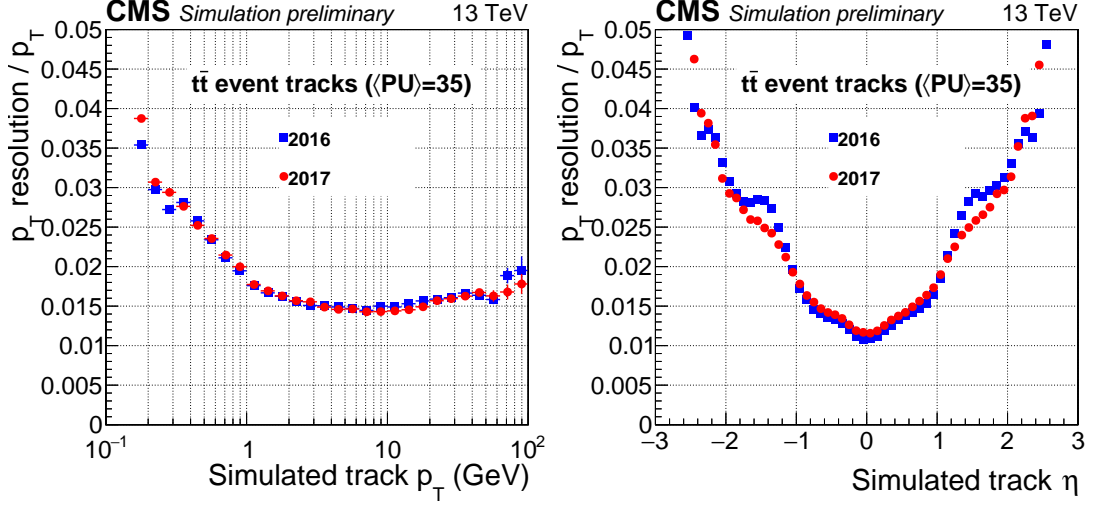 CMS Simulation preliminary 13 TeV
p_T resolution / p_T
0.05
0.045
0.04
0.035
0.03
0.025
0.02
0.015
0.01
0.005
0
tt̄ event tracks (⟨PU⟩=35)
2016
2017
10⁻¹ 1 10 10²
Simulated track p_T (GeV)
CMS Simulation preliminary 13 TeV
p_T resolution / p_T
0.05
0.045
0.04
0.035
0.03
0.025
0.02
0.015
0.01
0.005
0
tt̄ event tracks (⟨PU⟩=35)
2016
2017
−3 −2 −1 0 1 2 3
Simulated track η